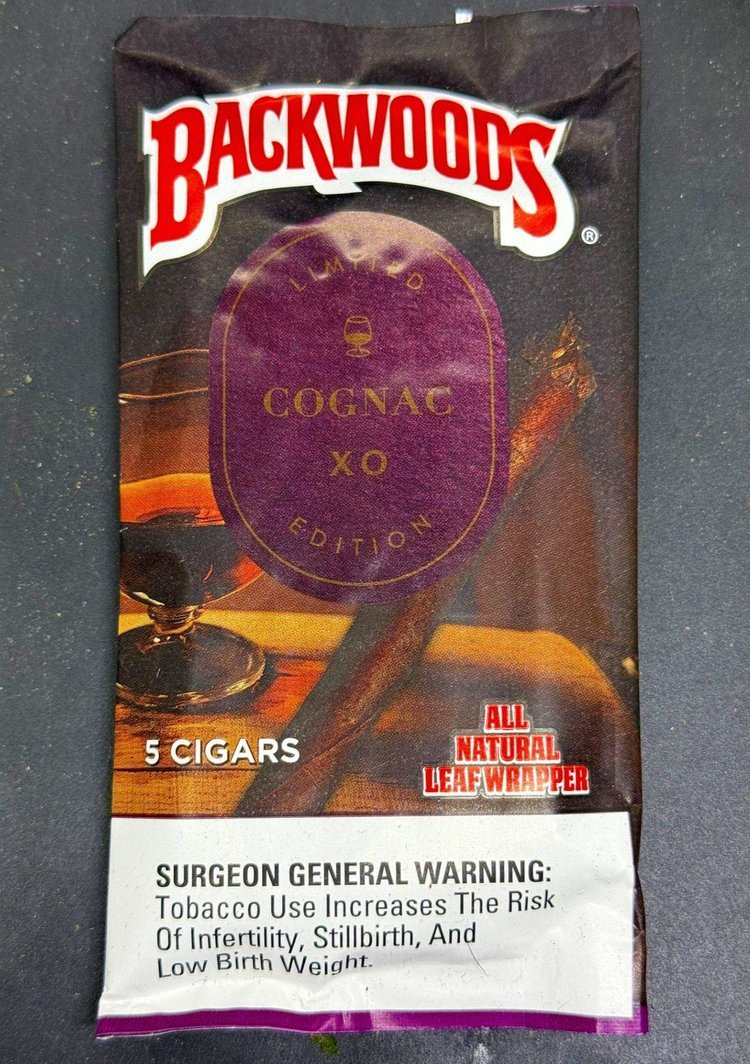 BACKWOODS
®
LIMITED
COGNAC
XO
EDITION
5 CIGARS
ALL
NATURAL
LEAF WRAPPER
SURGEON GENERAL WARNING:
Tobacco Use Increases The Risk
Of Infertility, Stillbirth, And
Low Birth Weight.